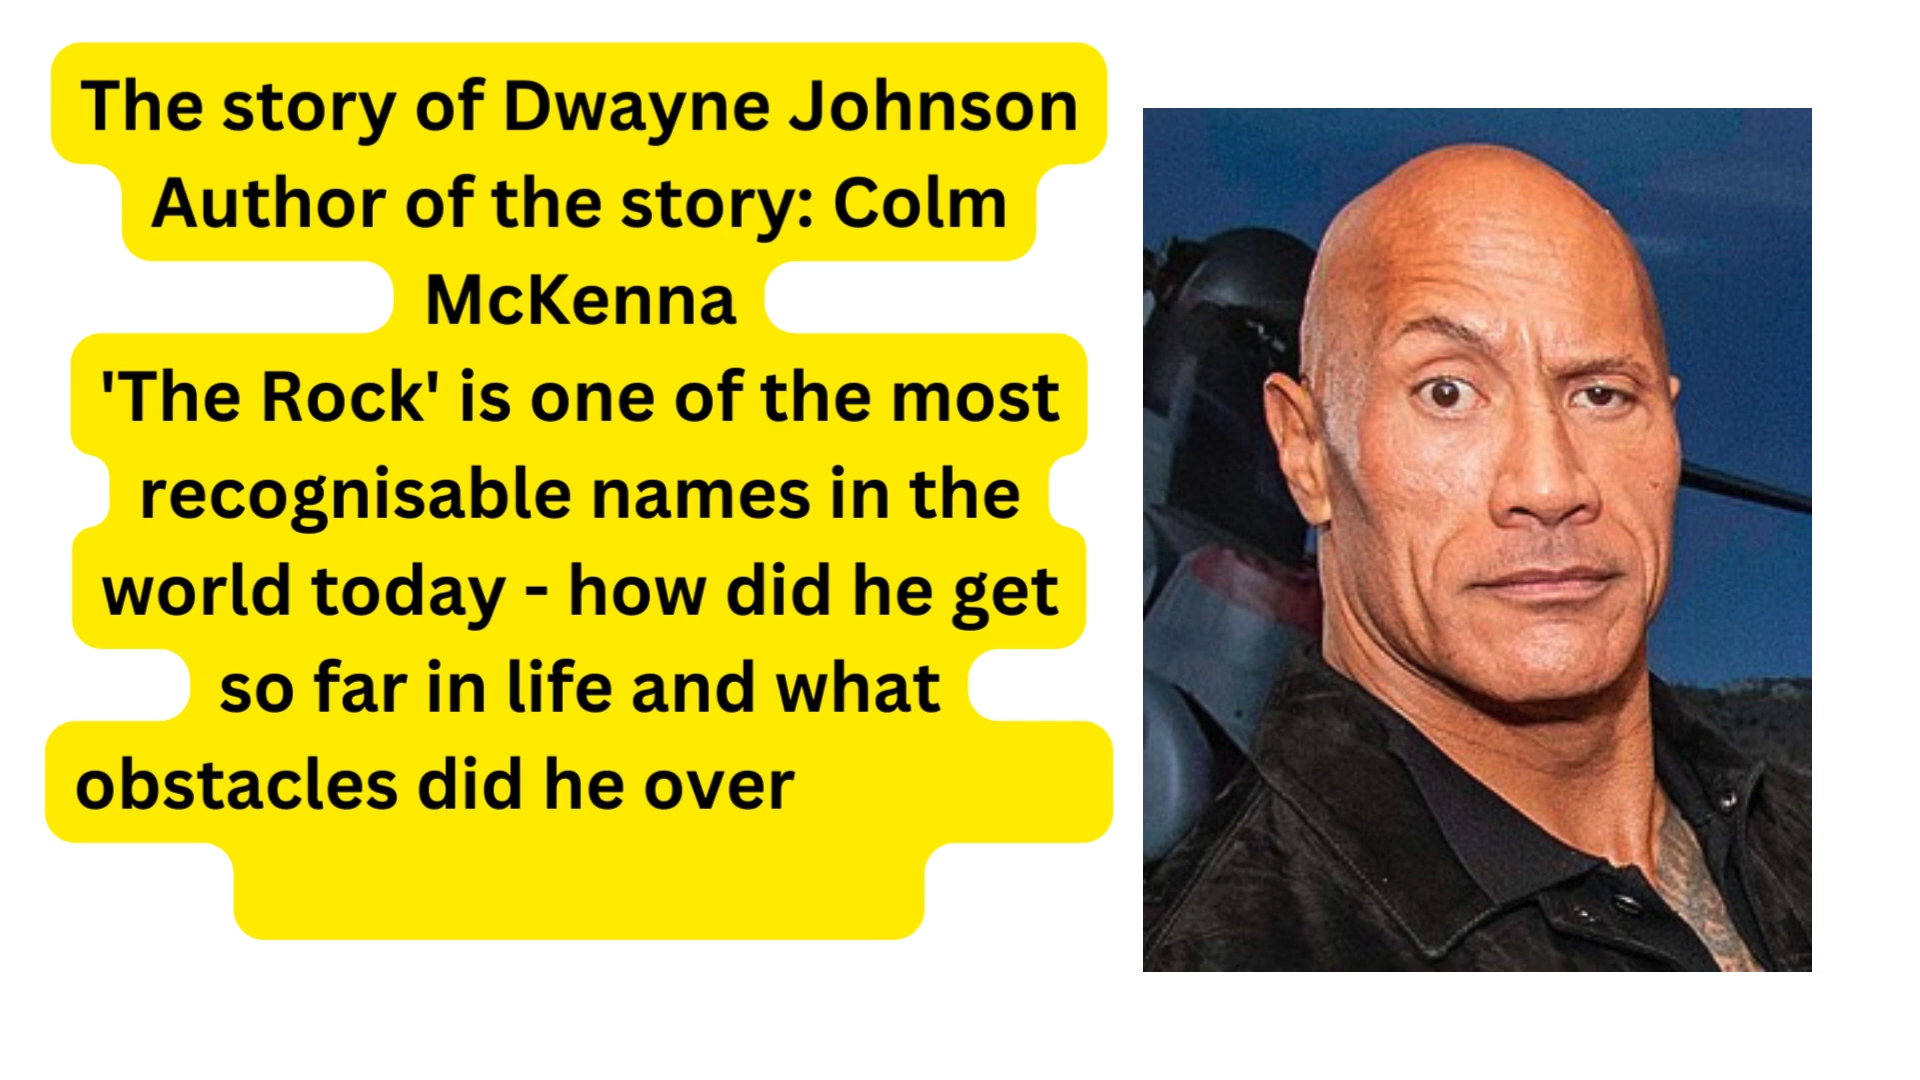 The story of Dwayne Johnson
Author of the story: Colm
McKenna
'The Rock' is one of the most
recognisable names in the
world today - how did he get
so far in life and what
obstacles did he over